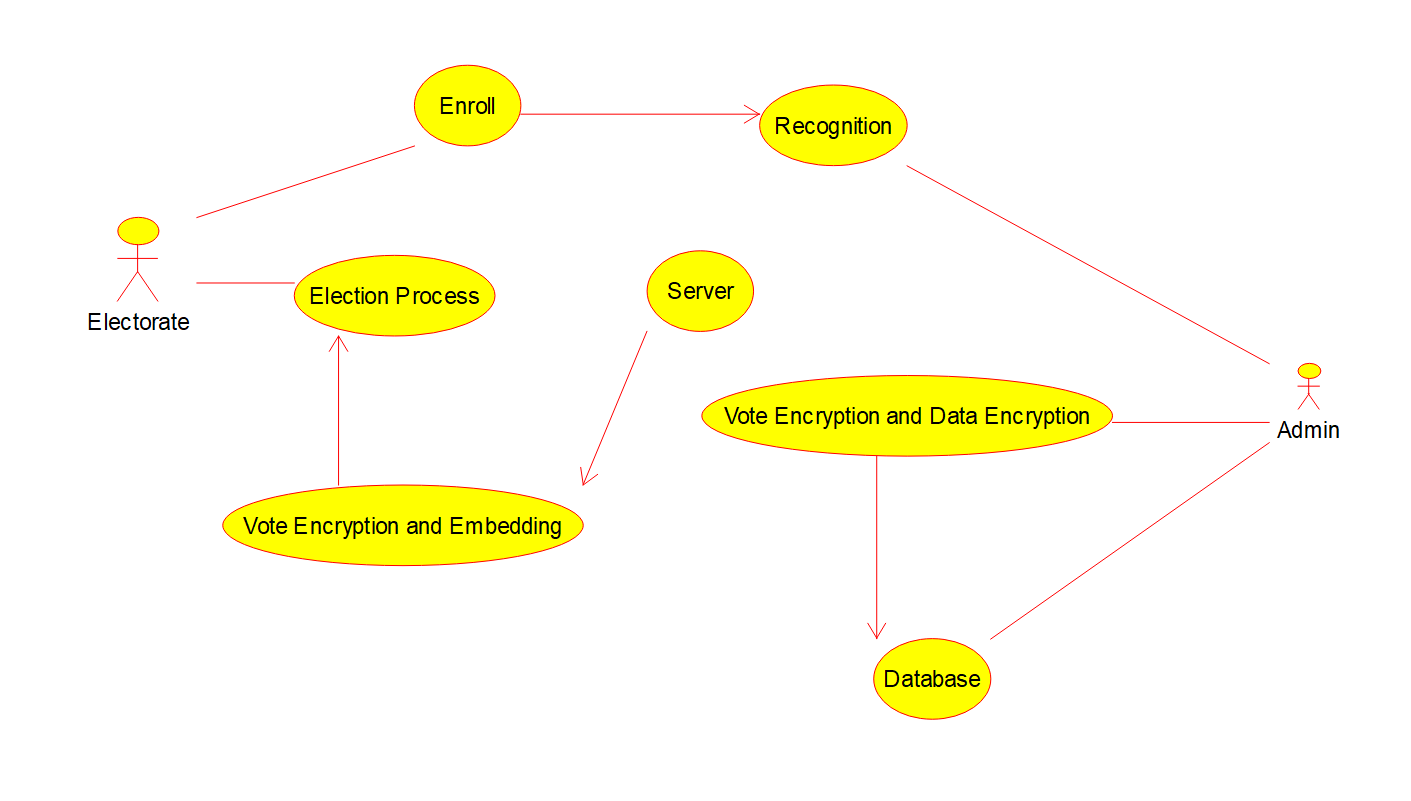 Enroll
Recognition
Electorate
Election Process
Server
Vote Encryption and Data Encryption
Admin
Vote Encryption and Embedding
Database